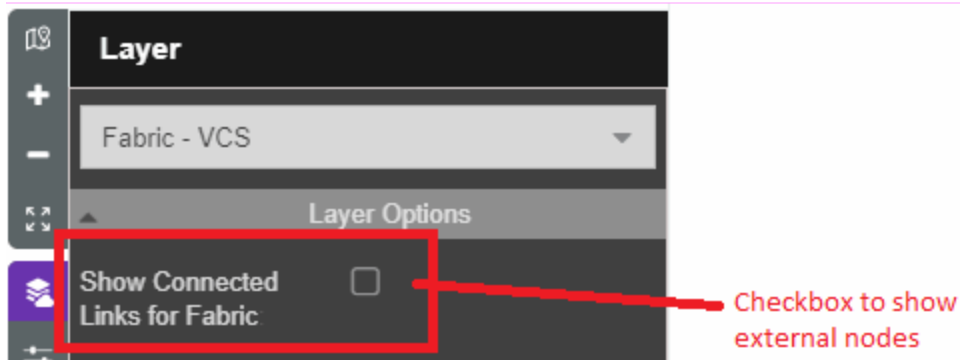 Layer
Fabric - VCS
Layer Options
Show Connected
Links for Fabric
Checkbox to show
external nodes